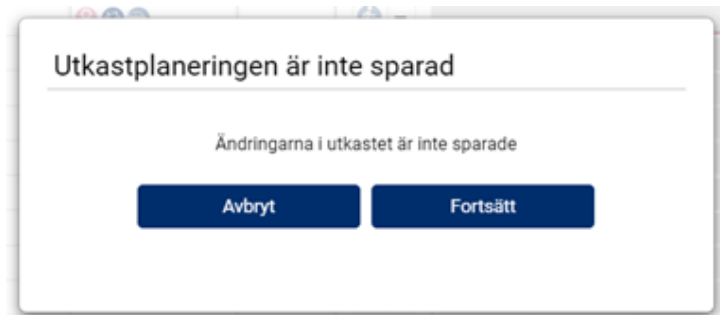 Utkastplaneringen är inte sparad
Ändringarna i utkastet är inte sparade
Avbryt Fortsätt